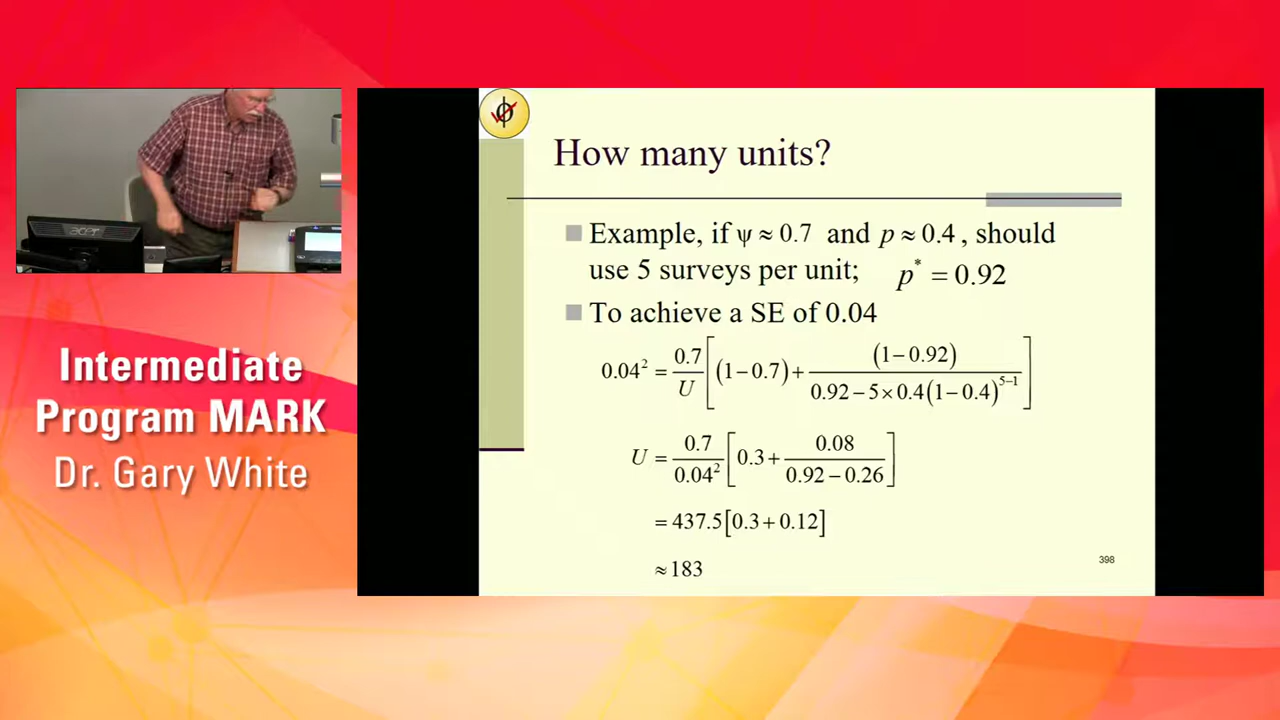 How many units?
Example, if ψ ≈ 0.7 and p ≈ 0.4 , should
use 5 surveys per unit; p* = 0.92
To achieve a SE of 0.04
0.04² = 0.7/U [(1−0.7)+ (1−0.92)/(0.92−5×0.4(1−0.4)^(5−1))]
U = 0.7/0.04² [0.3+ 0.08/(0.92−0.26)]
= 437.5[0.3+0.12]
≈183
398
acer
Intermediate
Program MARK
Dr. Gary White